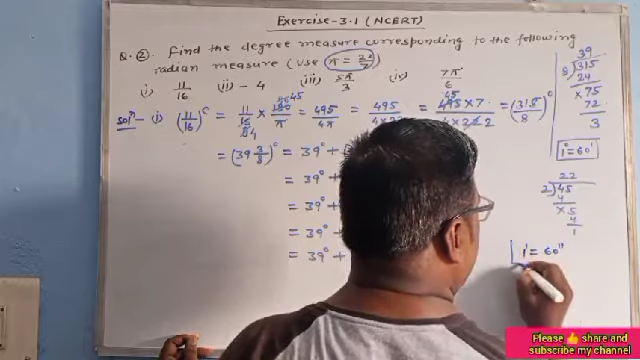 Exercise-3.1 (NCERT)
Q.② Find the degree measure corresponding to the following
radian measure (use π = 22/7)
i) 11/16 (ii) - 4 iii) 5π/3 iv) 7π/6
Solⁿ- i) (11/16)ᶜ = 11/16 × 180/π = 495/4π = 495/ = 495×7/4×22 2 = (315/8)°
45
4
45
= (39 3/8)° = 39° +
= 39° +
= 39° +
= 39° +
= 39° +
39
8)315
24
×75
72
3
1° = 60'
22
2)45
4
×5
4
1
1' = 60"
Please 👍 share and
subscribe my channel